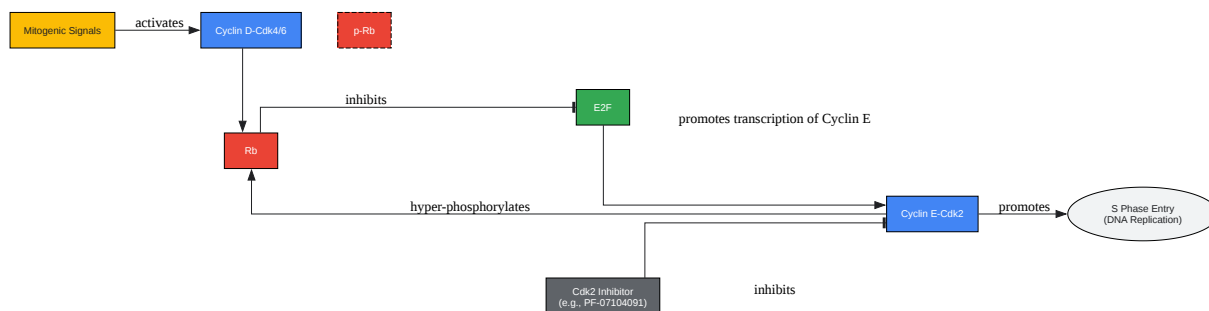 Mitogenic Signals
activates
Cyclin D-Cdk4/6
p-Rb
inhibits
E2F
promotes transcription of Cyclin E
Rb
hyper-phosphorylates
Cyclin E-Cdk2
promotes
S Phase Entry
(DNA Replication)
Cdk2 Inhibitor
(e.g., PF-07104091)
inhibits